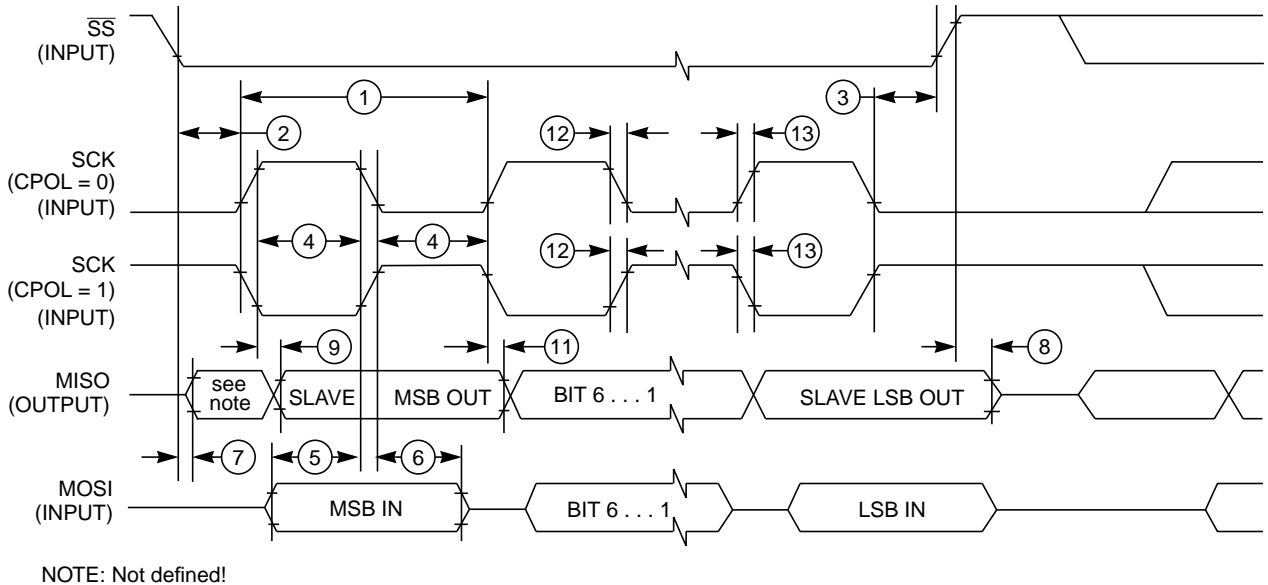 SS
(INPUT)
1
3
2
12
13
SCK
(CPOL = 0)
(INPUT)
4
4
12
13
SCK
(CPOL = 1)
(INPUT)
9
11
8
MISO
(OUTPUT)
see
note
SLAVE
MSB OUT
BIT 6 . . . 1
SLAVE LSB OUT
7
5
6
MOSI
(INPUT)
MSB IN
BIT 6 . . . 1
LSB IN
NOTE: Not defined!